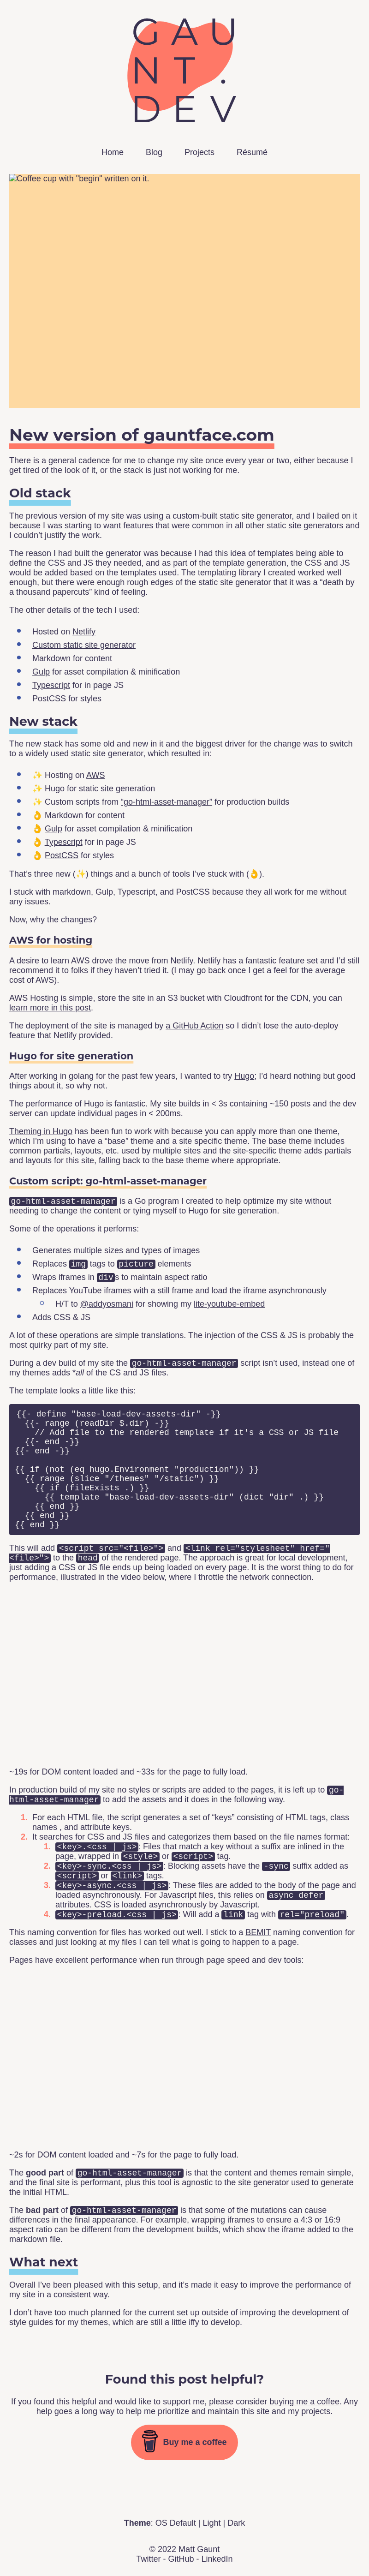 GAU
NT.
DEV
Home Blog Projects Résumé
Coffee cup with "begin" written on it.
New version of gauntface.com
There is a general cadence for me to change my site once every year or two, either because I
get tired of the look of it, or the stack is just not working for me.
Old stack
The previous version of my site was using a custom-built static site generator, and I bailed on it
because I was starting to want features that were common in all other static site generators and
I couldn't justify the work.
The reason I had built the generator was because I had this idea of templates being able to
define the CSS and JS they needed, and as part of the template generation, the CSS and JS
would be added based on the templates used. The templating library I created worked well
enough, but there were enough rough edges of the static site generator that it was a “death by
a thousand papercuts” kind of feeling.
The other details of the tech I used:
Hosted on Netlify
Custom static site generator
Markdown for content
Gulp for asset compilation & minification
Typescript for in page JS
PostCSS for styles
New stack
The new stack has some old and new in it and the biggest driver for the change was to switch
to a widely used static site generator, which resulted in:
✨ Hosting on AWS
✨ Hugo for static site generation
✨ Custom scripts from “go-html-asset-manager” for production builds
👌 Markdown for content
👌 Gulp for asset compilation & minification
👌 Typescript for in page JS
👌 PostCSS for styles
That’s three new (✨) things and a bunch of tools I’ve stuck with (👌).
I stuck with markdown, Gulp, Typescript, and PostCSS because they all work for me without
any issues.
Now, why the changes?
AWS for hosting
A desire to learn AWS drove the move from Netlify. Netlify has a fantastic feature set and I’d still
recommend it to folks if they haven’t tried it. (I may go back once I get a feel for the average
cost of AWS).
AWS Hosting is simple, store the site in an S3 bucket with Cloudfront for the CDN, you can
learn more in this post.
The deployment of the site is managed by a GitHub Action so I didn’t lose the auto-deploy
feature that Netlify provided.
Hugo for site generation
After working in golang for the past few years, I wanted to try Hugo; I’d heard nothing but good
things about it, so why not.
The performance of Hugo is fantastic. My site builds in < 3s containing ~150 posts and the dev
server can update individual pages in < 200ms.
Theming in Hugo has been fun to work with because you can apply more than one theme,
which I’m using to have a “base” theme and a site specific theme. The base theme includes
common partials, layouts, etc. used by multiples sites and the site-specific theme adds partials
and layouts for this site, falling back to the base theme where appropriate.
Custom script: go-html-asset-manager
go-html-asset-manager is a Go program I created to help optimize my site without
needing to change the content or tying myself to Hugo for site generation.
Some of the operations it performs:
Generates multiple sizes and types of images
Replaces img tags to picture elements
Wraps iframes in divs to maintain aspect ratio
Replaces YouTube iframes with a still frame and load the iframe asynchronously
H/T to @addyosmani for showing my lite-youtube-embed
Adds CSS & JS
A lot of these operations are simple translations. The injection of the CSS & JS is probably the
most quirky part of my site.
During a dev build of my site the go-html-asset-manager script isn’t used, instead one of
my themes adds *all of the CS and JS files.
The template looks a little like this:
{{- define "base-load-dev-assets-dir" -}}
{{- range (readDir $.dir) -}}
// Add file to the rendered template if it's a CSS or JS file
{{- end -}}
{{- end -}}
{{ if (not (eq hugo.Environment "production")) }}
{{ range (slice "/themes" "/static") }}
{{ if (fileExists .) }}
{{ template "base-load-dev-assets-dir" (dict "dir" .) }}
{{ end }}
{{ end }}
{{ end }}
This will add <script src="<file>"> and <link rel="stylesheet" href="
<file>"> to the head of the rendered page. The approach is great for local development,
just adding a CSS or JS file ends up being loaded on every page. It is the worst thing to do for
performance, illustrated in the video below, where I throttle the network connection.
~19s for DOM content loaded and ~33s for the page to fully load.
In production build of my site no styles or scripts are added to the pages, it is left up to go-
html-asset-manager to add the assets and it does in the following way.
1. For each HTML file, the script generates a set of “keys” consisting of HTML tags, class
names , and attribute keys.
2. It searches for CSS and JS files and categorizes them based on the file names format:
1. <key>.<css | js>: Files that match a key without a suffix are inlined in the
page, wrapped in <style> or <script> tag.
2. <key>-sync.<css | js>: Blocking assets have the -sync suffix added as
<script> or <link> tags.
3. <key>-async.<css | js>: These files are added to the body of the page and
loaded asynchronously. For Javascript files, this relies on async defer
attributes. CSS is loaded asynchronously by Javascript.
4. <key>-preload.<css | js>: Will add a link tag with rel="preload".
This naming convention for files has worked out well. I stick to a BEMIT naming convention for
classes and just looking at my files I can tell what is going to happen to a page.
Pages have excellent performance when run through page speed and dev tools:
~2s for DOM content loaded and ~7s for the page to fully load.
The good part of go-html-asset-manager is that the content and themes remain simple,
and the final site is performant, plus this tool is agnostic to the site generator used to generate
the initial HTML.
The bad part of go-html-asset-manager is that some of the mutations can cause
differences in the final appearance. For example, wrapping iframes to ensure a 4:3 or 16:9
aspect ratio can be different from the development builds, which show the iframe added to the
markdown file.
What next
Overall I’ve been pleased with this setup, and it’s made it easy to improve the performance of
my site in a consistent way.
I don’t have too much planned for the current set up outside of improving the development of
style guides for my themes, which are still a little iffy to develop.
Found this post helpful?
If you found this helpful and would like to support me, please consider buying me a coffee. Any
help goes a long way to help me prioritize and maintain this site and my projects.
Buy me a coffee
Theme: OS Default | Light | Dark
© 2022 Matt Gaunt
Twitter - GitHub - LinkedIn